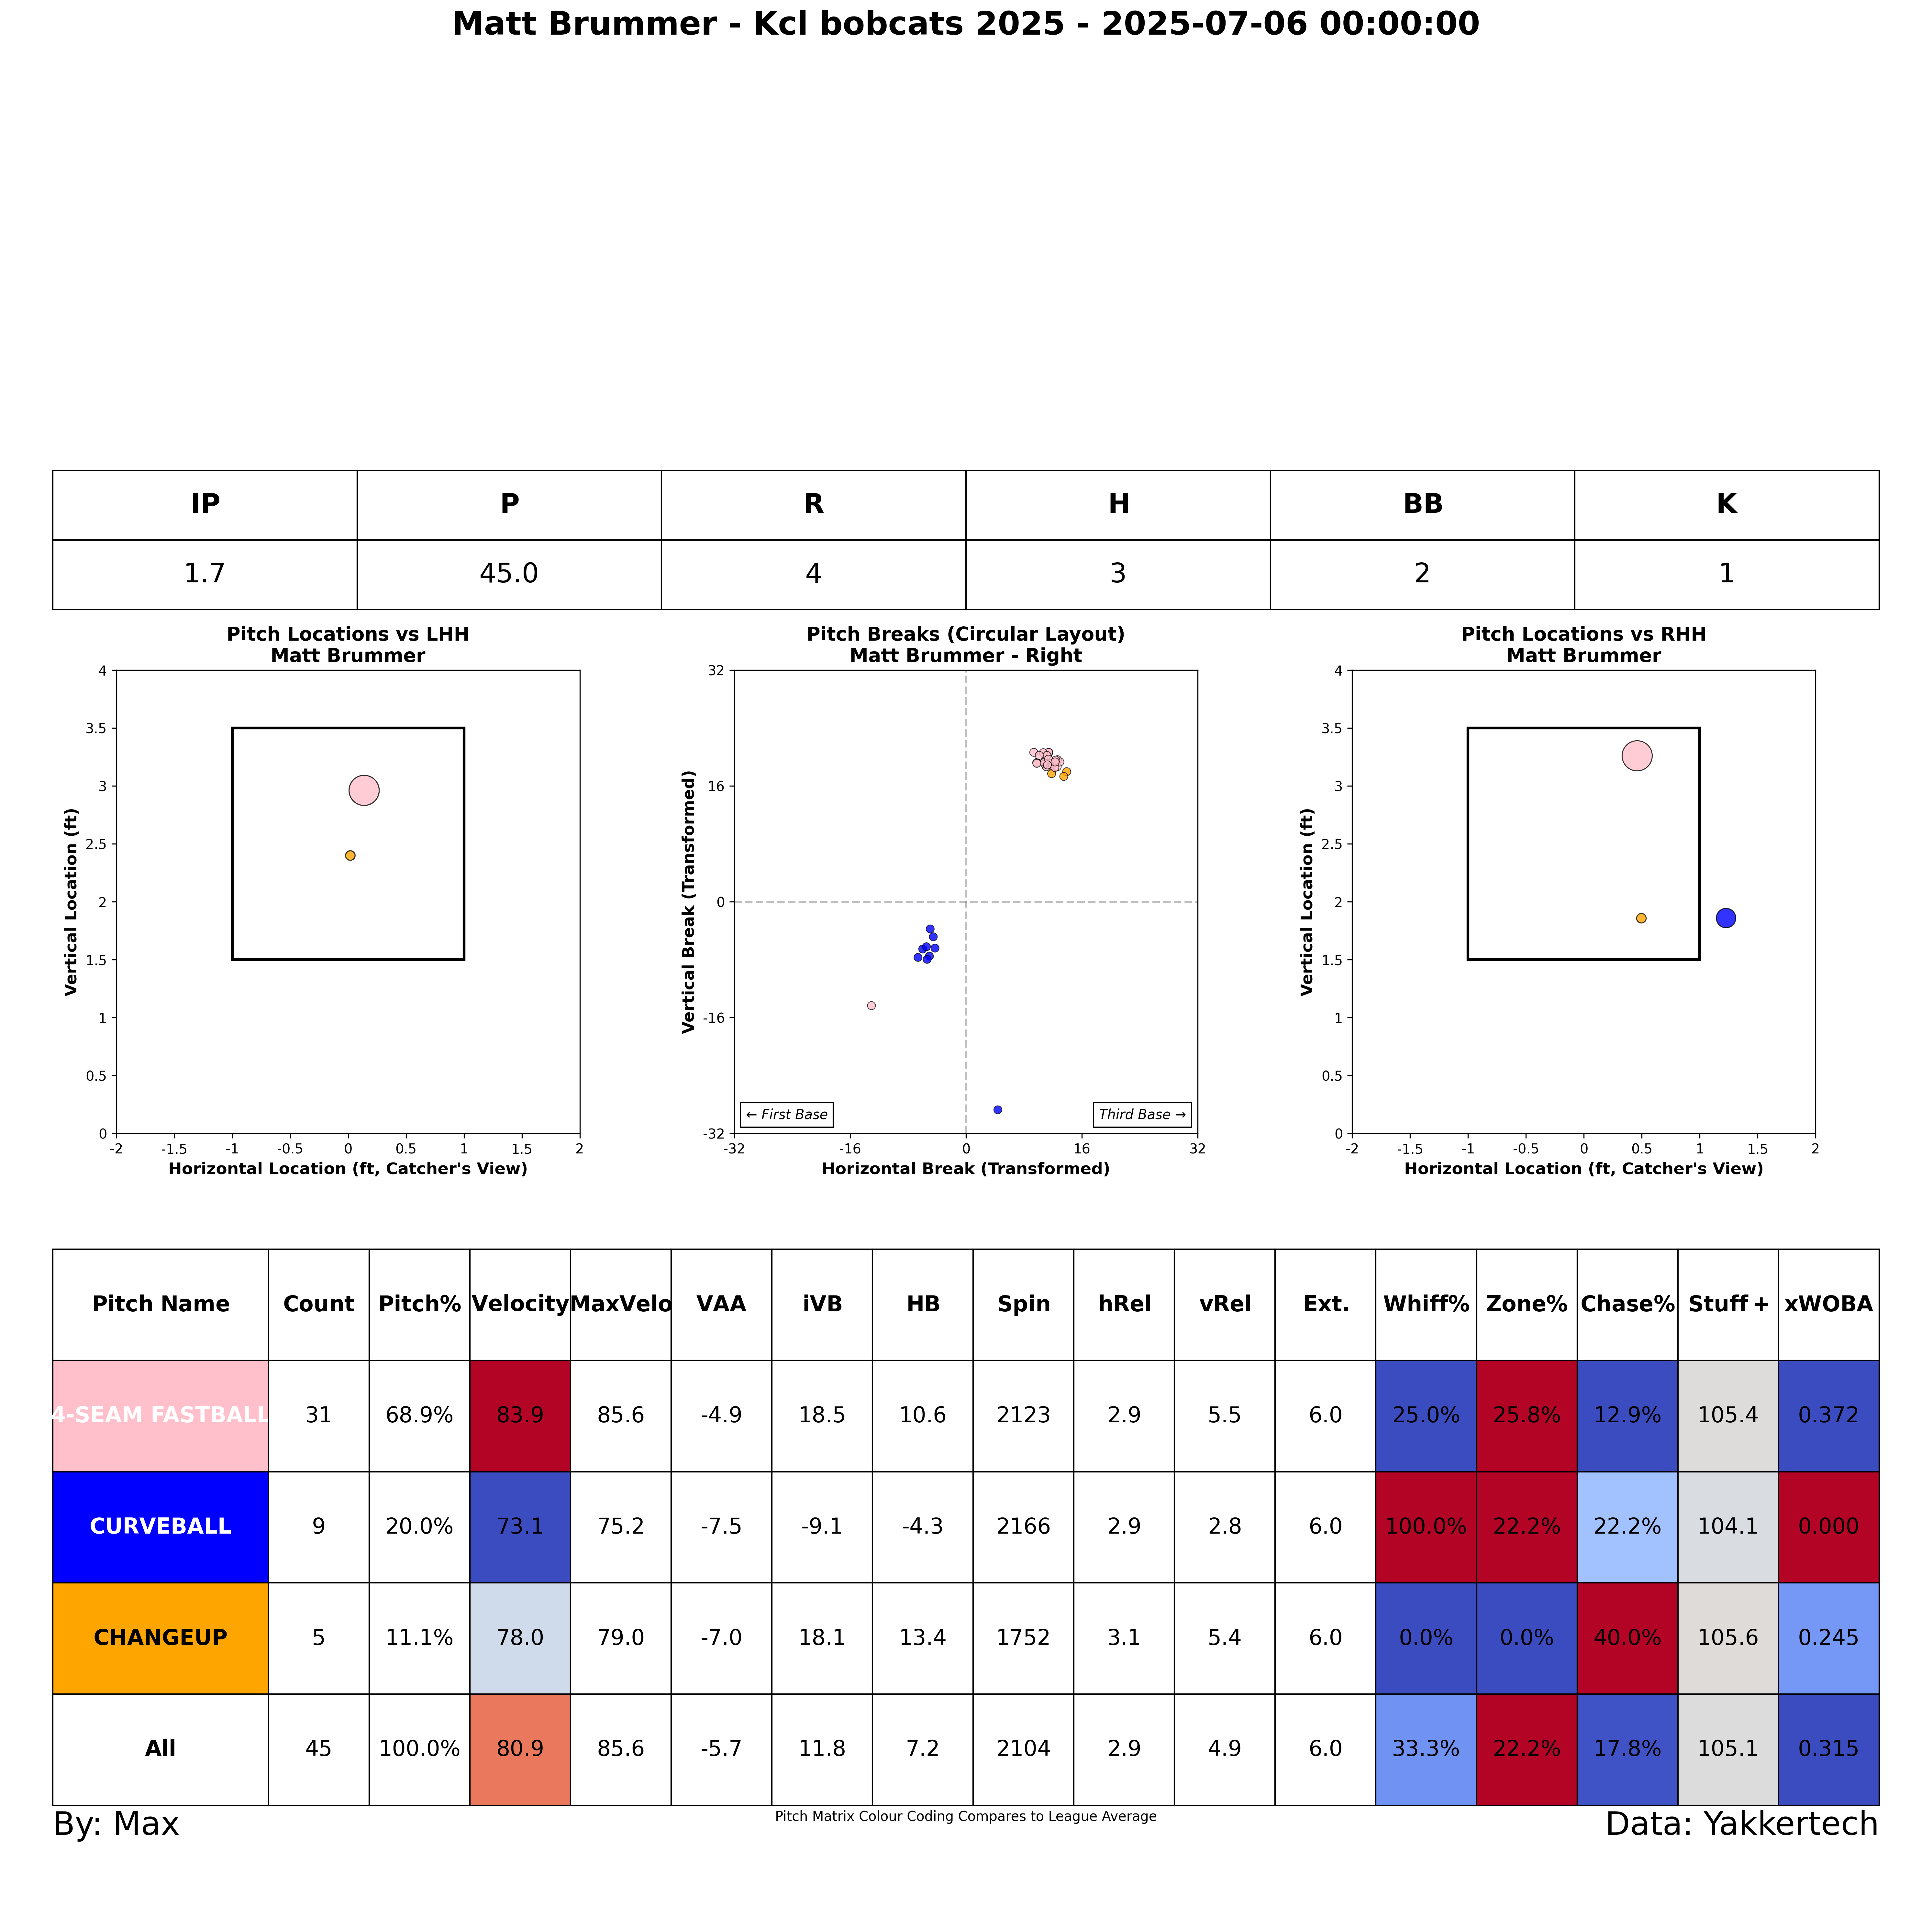 Matt Brummer - Kcl bobcats 2025 - 2025-07-06 00:00:00
IP P R H BB K
1.7 45.0 4 3 2 1
Pitch Locations vs LHH
Matt Brummer
4
3.5
3
2.5
2
1.5
1
0.5
0
-2 -1.5 -1 -0.5 0 0.5 1 1.5 2
Vertical Location (ft)
Horizontal Location (ft, Catcher's View)
Pitch Breaks (Circular Layout)
Matt Brummer - Right
32
16
0
-16
-32
-32 -16 0 16 32
Vertical Break (Transformed)
← First Base
Third Base →
Horizontal Break (Transformed)
Pitch Locations vs RHH
Matt Brummer
4
3.5
3
2.5
2
1.5
1
0.5
0
-2 -1.5 -1 -0.5 0 0.5 1 1.5 2
Vertical Location (ft)
Horizontal Location (ft, Catcher's View)
Pitch Name Count Pitch% Velocity MaxVelo VAA iVB HB Spin hRel vRel Ext. Whiff% Zone% Chase% Stuff+ xWOBA
4-SEAM FASTBALL 31 68.9% 83.9 85.6 -4.9 18.5 10.6 2123 2.9 5.5 6.0 25.0% 25.8% 12.9% 105.4 0.372
CURVEBALL 9 20.0% 73.1 75.2 -7.5 -9.1 -4.3 2166 2.9 2.8 6.0 100.0% 22.2% 22.2% 104.1 0.000
CHANGEUP 5 11.1% 78.0 79.0 -7.0 18.1 13.4 1752 3.1 5.4 6.0 0.0% 0.0% 40.0% 105.6 0.245
All 45 100.0% 80.9 85.6 -5.7 11.8 7.2 2104 2.9 4.9 6.0 33.3% 22.2% 17.8% 105.1 0.315
By: Max
Pitch Matrix Colour Coding Compares to League Average
Data: Yakkertech